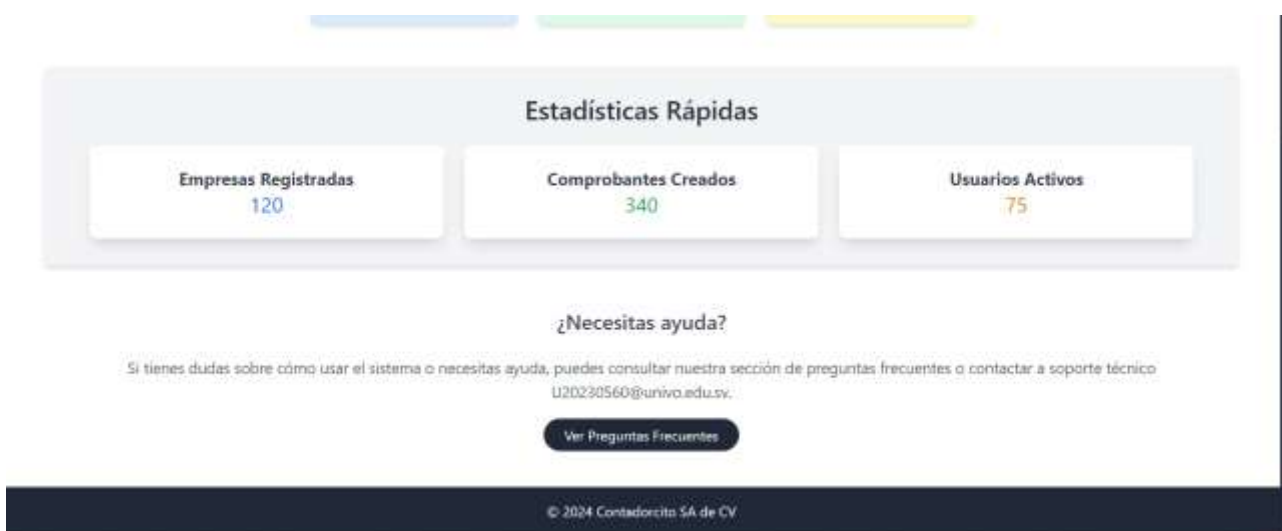 Estadísticas Rápidas
Empresas Registradas
120
Comprobantes Creados
340
Usuarios Activos
75
¿Necesitas ayuda?
Si tienes dudas sobre cómo usar el sistema o necesitas ayuda, puedes consultar nuestra sección de preguntas frecuentes o contactar a soporte técnico
U20230560@univo.edu.sv.
Ver Preguntas Frecuentes
© 2024 Contadorcito SA de CV